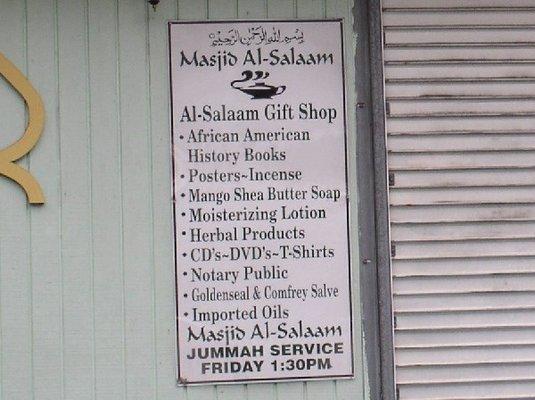 بسم الله الرحمن الرحيم
Masjid Al-Salaam
Al-Salaam Gift Shop
• African American
History Books
• Posters~Incense
• Mango Shea Butter Soap
• Moisterizing Lotion
• Herbal Products
• CD's~DVD's~T-Shirts
• Notary Public
• Goldenseal & Comfrey Salve
• Imported Oils
Masjid Al-Salaam
JUMMAH SERVICE
FRIDAY 1:30PM